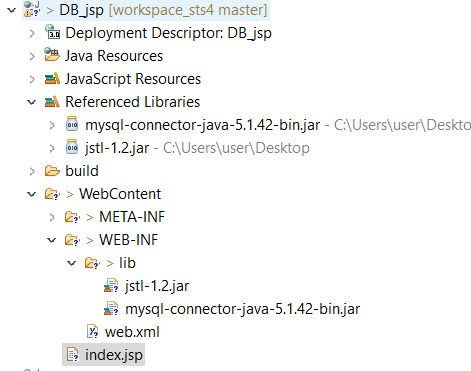 > DB_jsp [workspace_sts4 master]
Deployment Descriptor: DB_jsp
Java Resources
JavaScript Resources
Referenced Libraries
mysql-connector-java-5.1.42-bin.jar - C:\Users\user\Deskto
jstl-1.2.jar - C:\Users\user\Desktop
build
> WebContent
> META-INF
> WEB-INF
> lib
jstl-1.2.jar
mysql-connector-java-5.1.42-bin.jar
web.xml
index.jsp